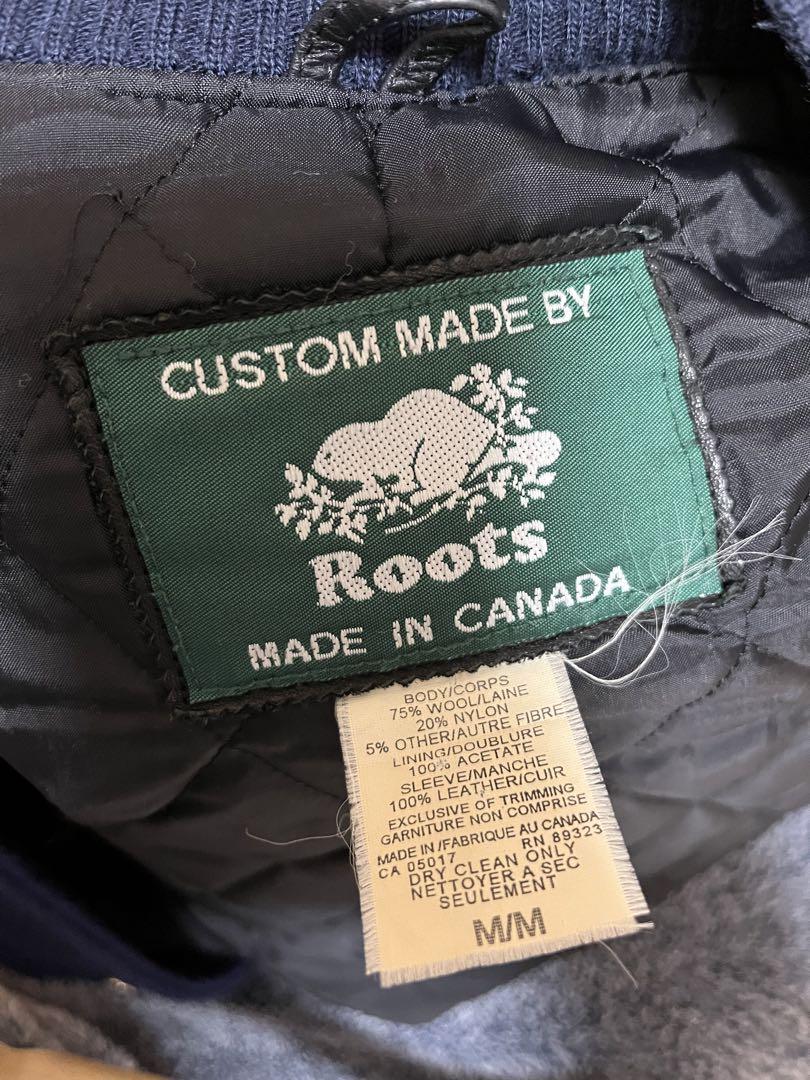 CUSTOM MADE BY
Roots
MADE IN CANADA
BODY/CORPS
75% WOOL/LAINE
20% NYLON
5% OTHER/AUTRE FIBRE
LINING/DOUBLURE
100% ACETATE
SLEEVE/MANCHE
100% LEATHER/CUIR
EXCLUSIVE OF TRIMMING
GARNITURE NON COMPRISE
MADE IN/FABRIQUE AU CANADA
CA 05017 RN 89323
DRY CLEAN ONLY
NETTOYER A SEC
SEULEMENT
M/M